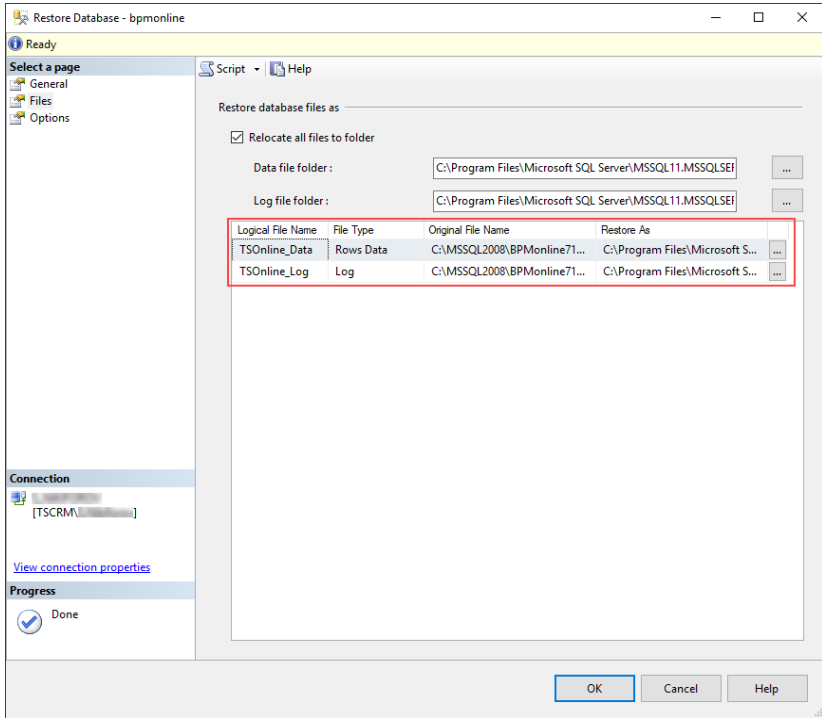 Restore Database - bpmonline
Ready
Select a page
General
Files
Options
Script
Help
Restore database files as
Relocate all files to folder
Data file folder :
C:\Program Files\Microsoft SQL Server\MSSQL11.MSSQLSEF
...
Log file folder :
C:\Program Files\Microsoft SQL Server\MSSQL11.MSSQLSEF
...
Logical File Name File Type Original File Name Restore As
TSOnline_Data Rows Data C:\MSSQL2008\BPMonline71... C:\Program Files\Microsoft S... ...
TSOnline_Log Log C:\MSSQL2008\BPMonline71... C:\Program Files\Microsoft S... ...
Connection
[TSCRM\ ]
View connection properties
Progress
Done
OK Cancel Help